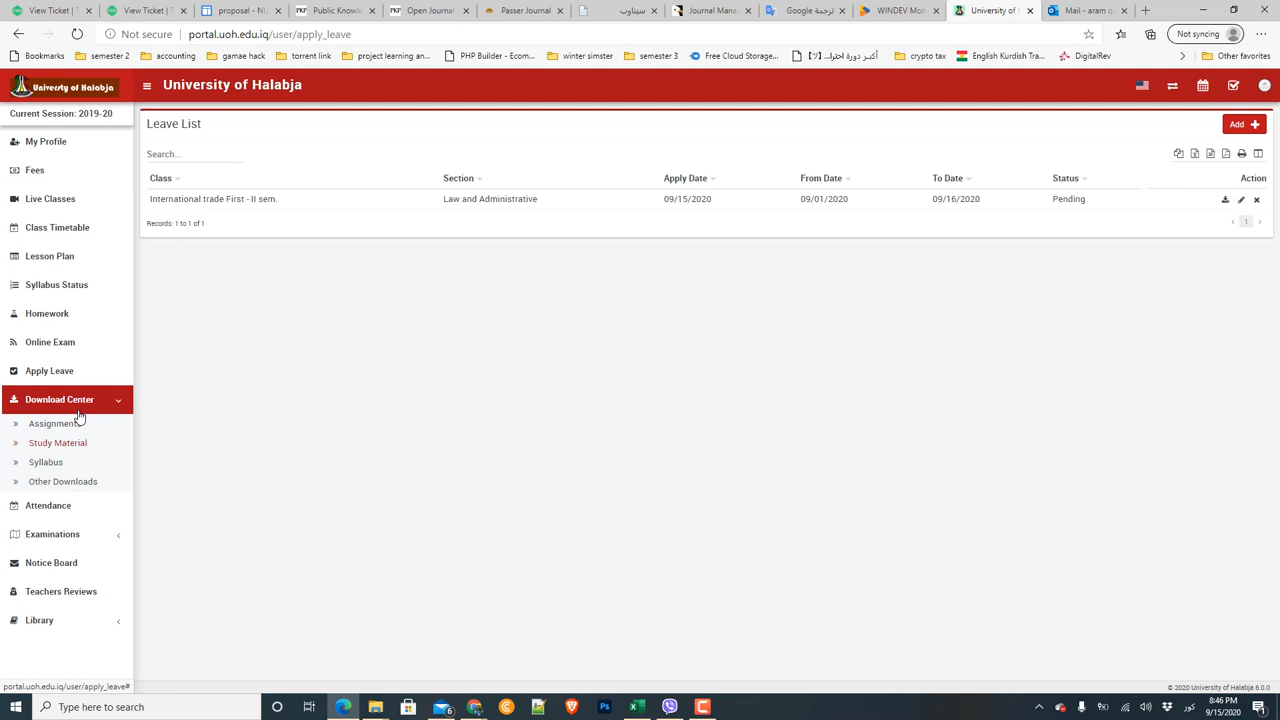 View Ticket (
View Ticket (
proposal - NU
Public Knowle
Open Journal
Passer Journal
سیناوب
Journal Mana
Google ترجمة
WINDEV Mob
University of H
Mail - aram q
Not secure portal.uoh.edu.iq/user/apply_leave
Not syncing
Bookmarks
semester 2
accounting
game hack
torrent link
project learning an...
PHP Builder - Ecom...
winter simster
semester 3
Free Cloud Storage...
crypto tax
English Kurdish Tra...
DigitalRev
Other favorites
University of Halabja
University of Halabja
Current Session: 2019-20
My Profile
Fees
Live Classes
Class Timetable
Lesson Plan
Syllabus Status
Homework
Online Exam
Apply Leave
Download Center
Study Material
Syllabus
Other Downloads
Attendance
Examinations
Notice Board
Teachers Reviews
Library
Leave List
Add
Search...
Class Section Apply Date From Date To Date Status Action
International trade First - II sem. Law and Administrative 09/15/2020 09/01/2020 09/16/2020 Pending
Records: 1 to 1 of 1
1
portal.uoh.edu.iq/user/apply_leave#
© 2020 University of Halabja 6.0.0
Type here to search
6
8:46 PM
9/15/2020
1